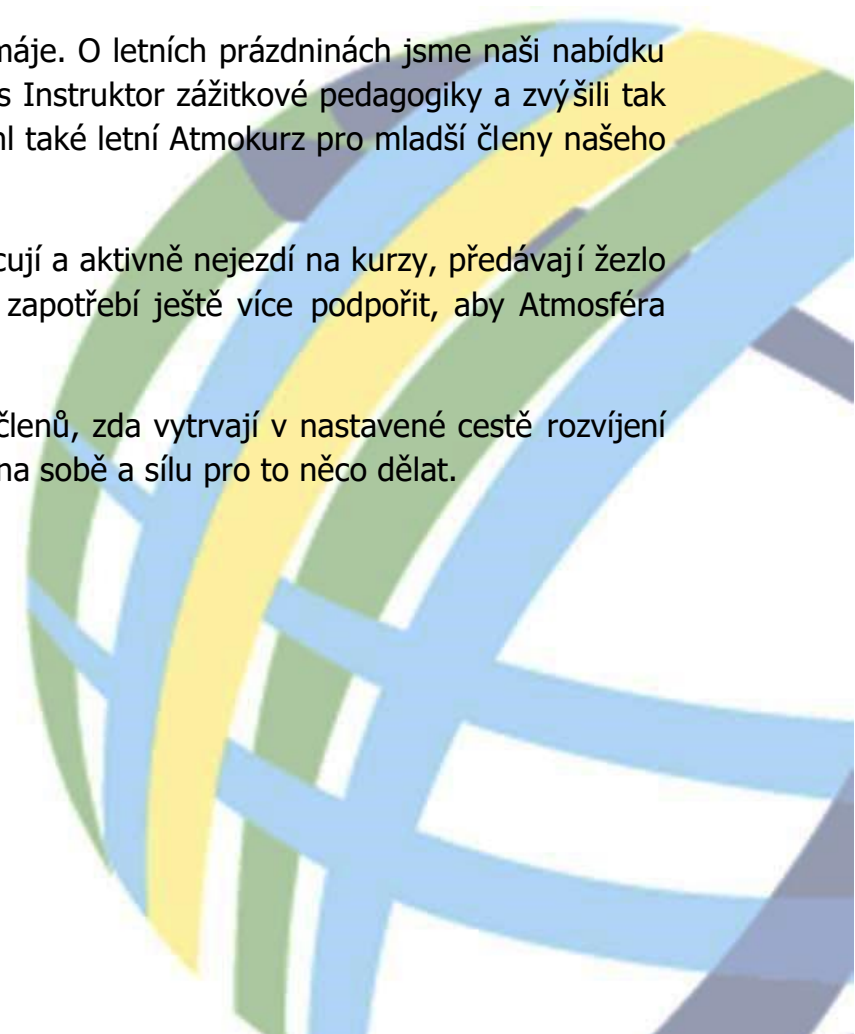 máje. O letních prázdninách jsme naši nabídku
s Instruktor zážitkové pedagogiky a zvýšili tak
také letní Atmokurz pro mladší členy našeho
cují a aktivně nejezdí na kurzy, předávají žezlo
zapotřebí ještě více podpořit, aby Atmosféra
členů, zda vytrvají v nastavené cestě rozvíjení
na sobě a sílu pro to něco dělat.